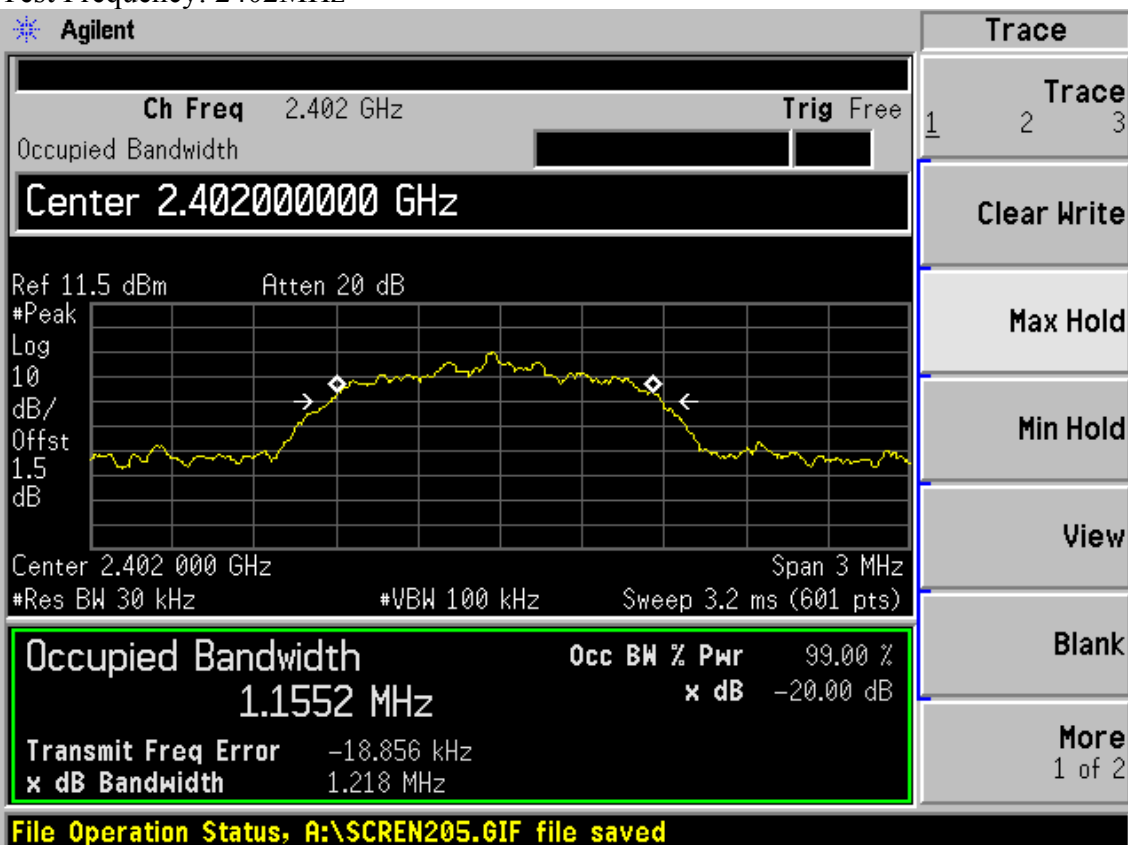 Test Frequency: 2402MHz
Agilent
Trace
Ch Freq 2.402 GHz
Trig Free
Occupied Bandwidth
Center 2.402000000 GHz
Ref 11.5 dBm
Atten 20 dB
#Peak
Log
10
dB/
Offst
1.5
dB
Center 2.402 000 GHz
Span 3 MHz
#Res BW 30 kHz
#VBW 100 kHz
Sweep 3.2 ms (601 pts)
Occupied Bandwidth
1.1552 MHz
Occ BW % Pwr 99.00 %
x dB -20.00 dB
Transmit Freq Error -18.856 kHz
x dB Bandwidth 1.218 MHz
File Operation Status, A:\SCREN205.GIF file saved
Trace
1 2 3
Clear Write
Max Hold
Min Hold
View
Blank
More
1 of 2